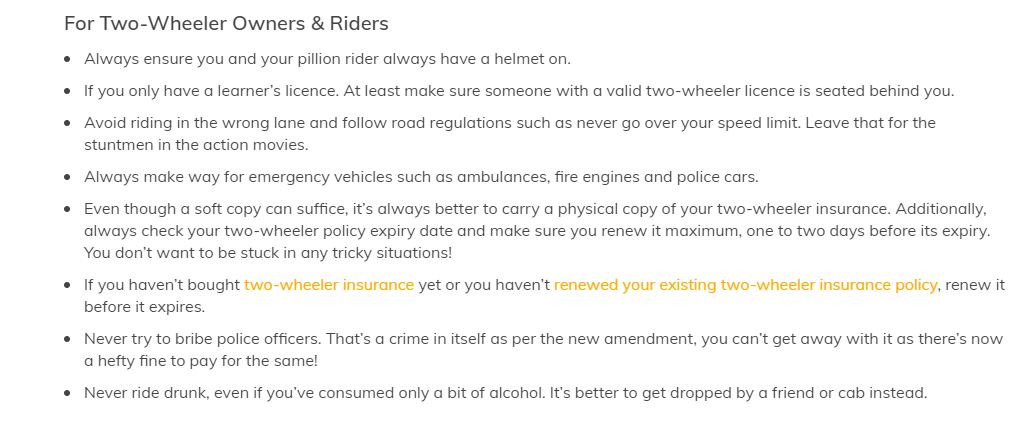 For Two-Wheeler Owners & Riders
• Always ensure you and your pillion rider always have a helmet on.
• If you only have a learner’s licence. At least make sure someone with a valid two-wheeler licence is seated behind you.
• Avoid riding in the wrong lane and follow road regulations such as never go over your speed limit. Leave that for the
stuntmen in the action movies.
• Always make way for emergency vehicles such as ambulances, fire engines and police cars.
• Even though a soft copy can suffice, it’s always better to carry a physical copy of your two-wheeler insurance. Additionally,
always check your two-wheeler policy expiry date and make sure you renew it maximum, one to two days before its expiry.
You don’t want to be stuck in any tricky situations!
• If you haven’t bought two-wheeler insurance yet or you haven’t renewed your existing two-wheeler insurance policy, renew it
before it expires.
• Never try to bribe police officers. That’s a crime in itself as per the new amendment, you can’t get away with it as there’s now
a hefty fine to pay for the same!
• Never ride drunk, even if you’ve consumed only a bit of alcohol. It’s better to get dropped by a friend or cab instead.